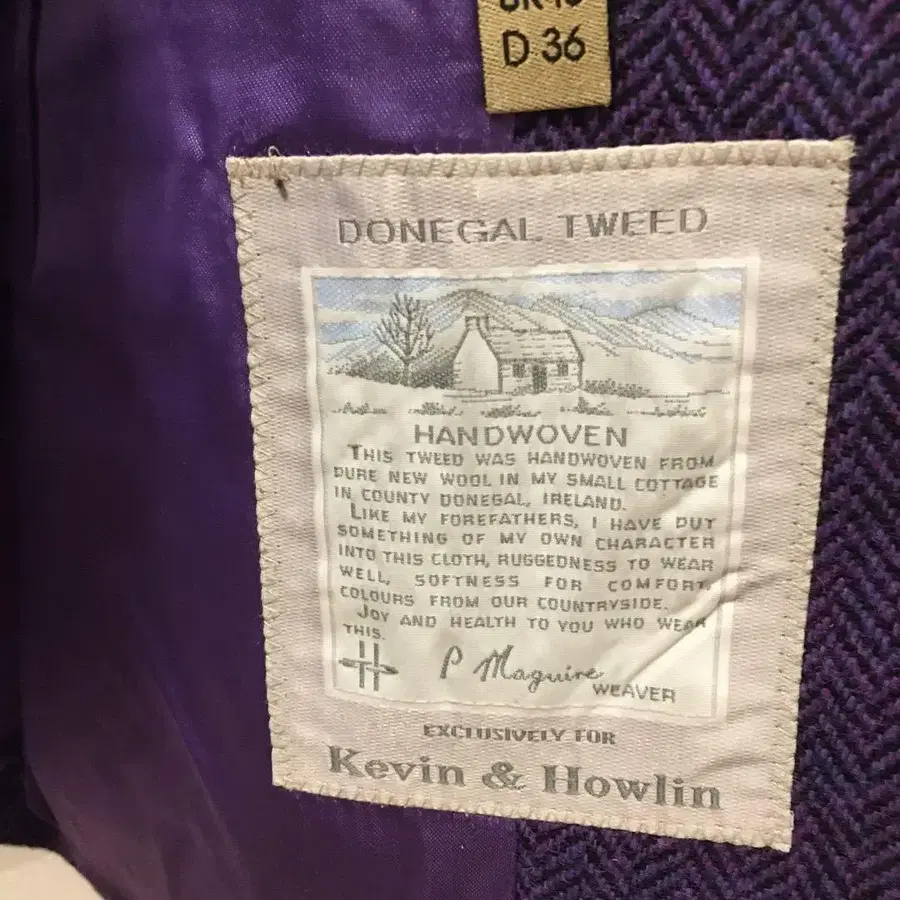 D 36
DONEGAL TWEED
HANDWOVEN
THIS TWEED WAS HANDWOVEN FROM
PURE NEW WOOL IN MY SMALL COTTAGE
IN COUNTY DONEGAL, IRELAND.
LIKE MY FOREFATHERS, I HAVE PUT
SOMETHING OF MY OWN CHARACTER
INTO THIS CLOTH, RUGGEDNESS TO WEAR
WELL, SOFTNESS FOR COMFORT,
COLOURS FROM OUR COUNTRYSIDE.
JOY AND HEALTH TO YOU WHO WEAR
THIS.
P Maguire
WEAVER
EXCLUSIVELY FOR
Kevin & Howlin